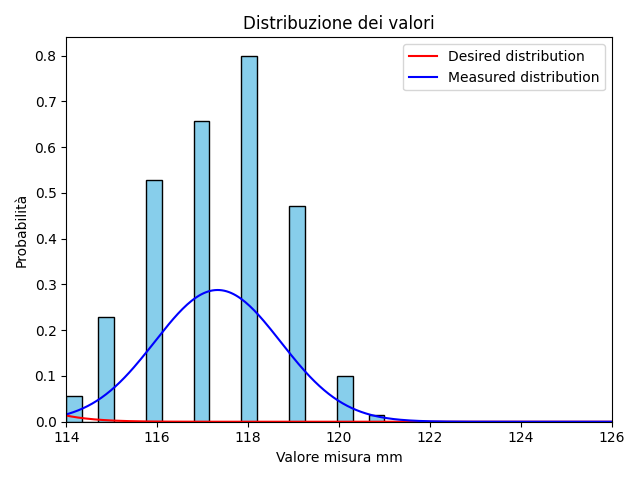 Distribuzione dei valori
Desired distribution
Measured distribution
Probabilità
0.8
0.7
0.6
0.5
0.4
0.3
0.2
0.1
0.0
114 116 118 120 122 124 126
Valore misura mm